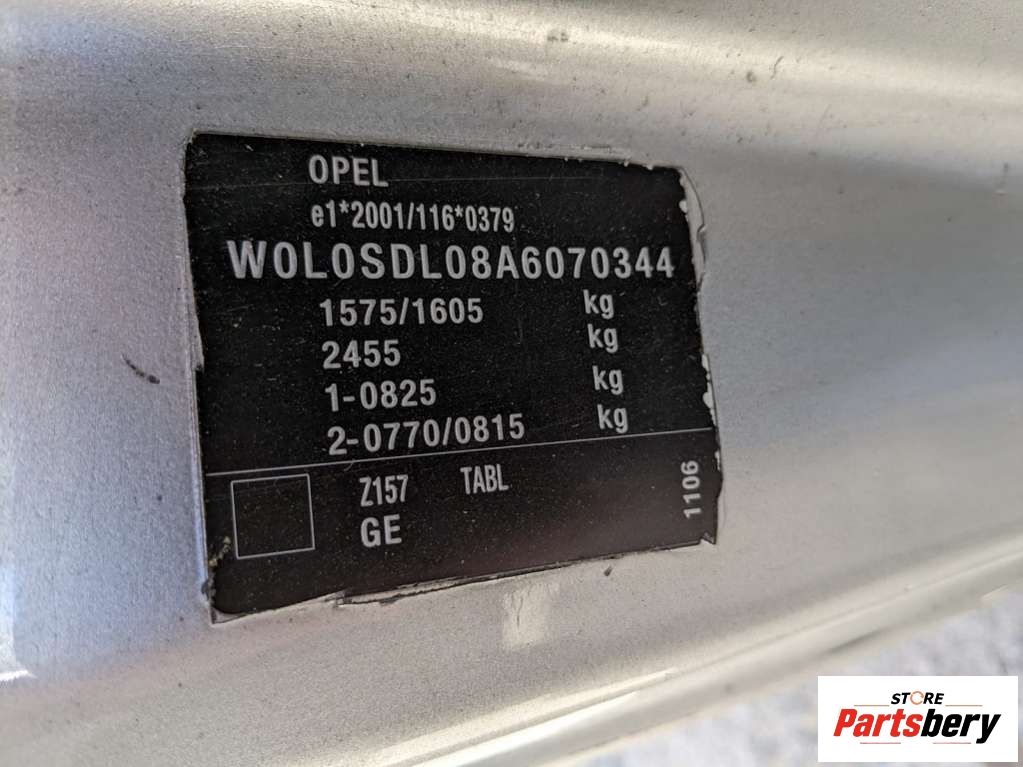 OPEL
e1*2001/116*0379
W0L0SDL08A6070344
1575/1605 kg
2455 kg
1-0825 kg
2-0770/0815 kg
Z157 TABL
GE
1106
STORE
Partsbery